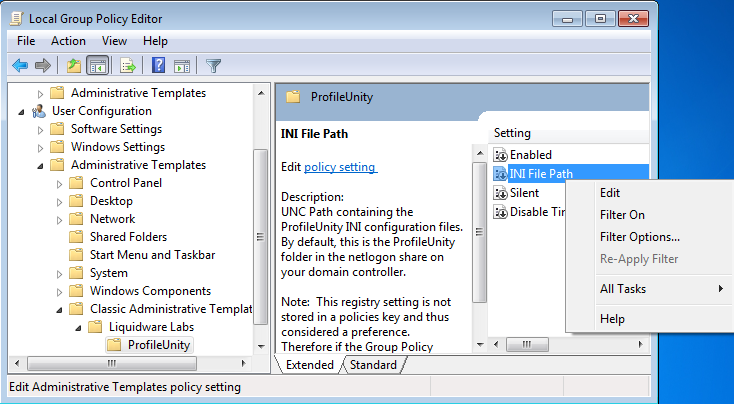 Local Group Policy Editor
File Action View Help
Administrative Templates
User Configuration
Software Settings
Windows Settings
Administrative Templates
Control Panel
Desktop
Network
Shared Folders
Start Menu and Taskbar
System
Windows Components
Classic Administrative Templat
Liquidware Labs
ProfileUnity
ProfileUnity
INI File Path
Edit policy setting
Description:
UNC Path containing the
ProfileUnity INI configuration files.
By default, this is the ProfileUnity
folder in the netlogon share on
your domain controller.
Note: This registry setting is not
stored in a policies key and thus
considered a preference.
Therefore if the Group Policy
Setting
Enabled
INI File Path
Silent
Disable Tir
Edit
Filter On
Filter Options...
Re-Apply Filter
All Tasks
Help
Extended Standard
Edit Administrative Templates policy setting